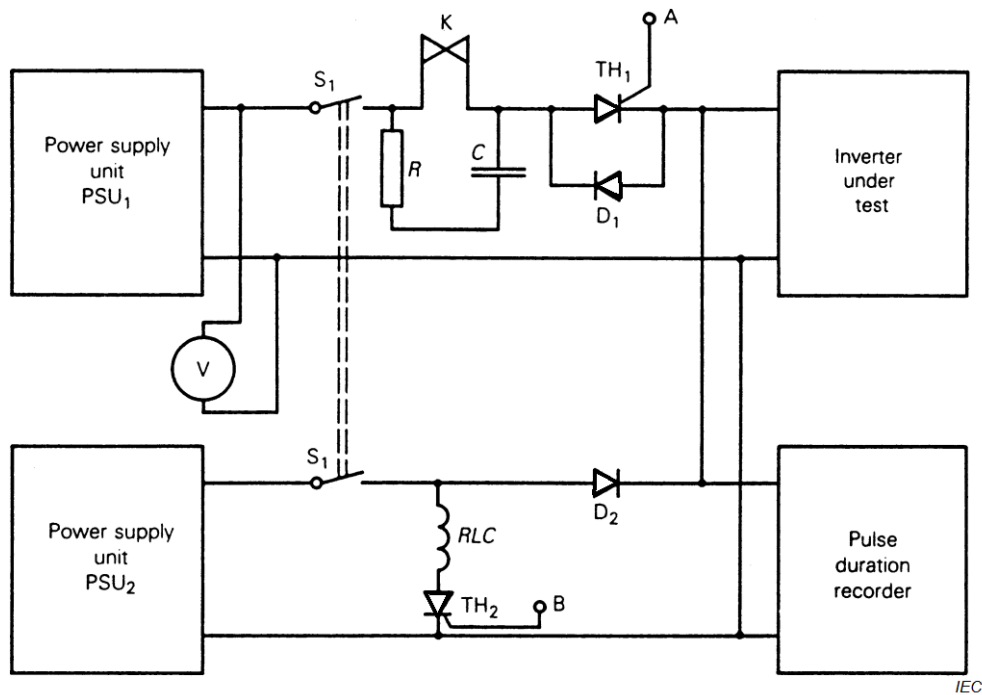 K
A
S₁
TH₁
Power supply
unit
PSU₁
R
C
Inverter
under
test
D₁
V
S₁
D₂
Power supply
unit
PSU₂
RLC
Pulse
duration
recorder
TH₂
B
IEC